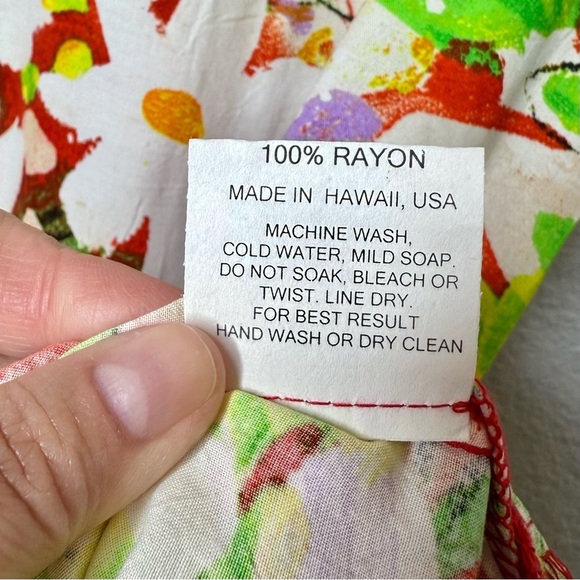 100% RAYON
MADE IN HAWAII, USA
MACHINE WASH,
COLD WATER, MILD SOAP.
DO NOT SOAK, BLEACH OR
TWIST. LINE DRY.
FOR BEST RESULT
HAND WASH OR DRY CLEAN